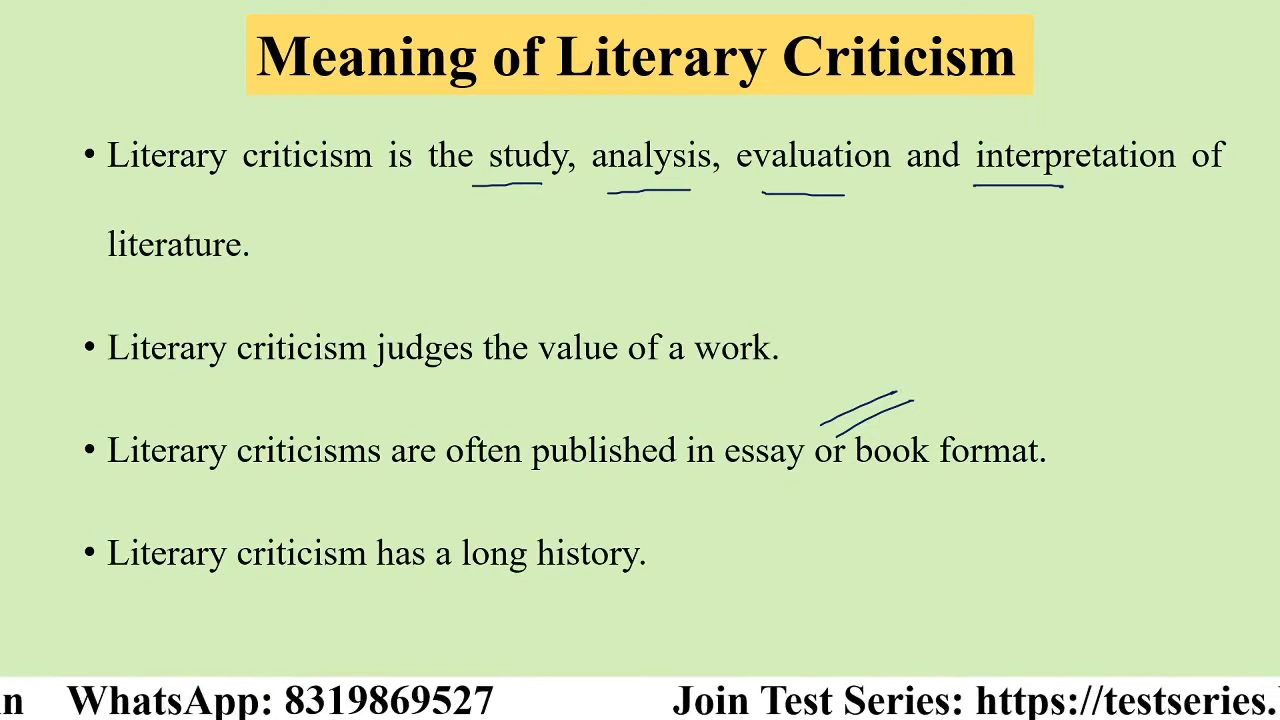 Meaning of Literary Criticism
• Literary criticism is the study, analysis, evaluation and interpretation of
literature.
• Literary criticism judges the value of a work.
• Literary criticisms are often published in essay or book format.
• Literary criticism has a long history.
WhatsApp: 8319869527 Join Test Series: https://testseries.